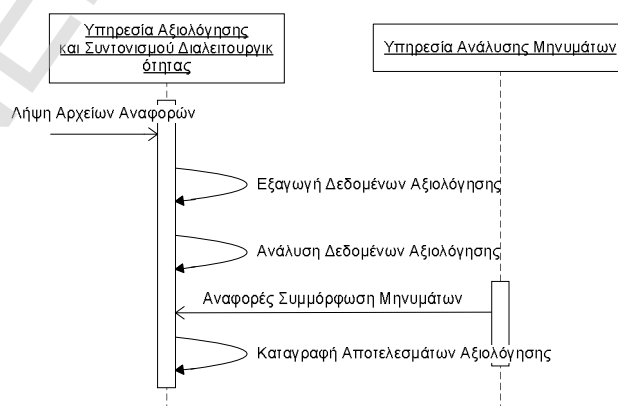 Υπηρεσία Αξιολόγησης
και Συντονισμού Διαλειτουργικ
ότητας
Υπηρεσία Ανάλυσης Μηνυμάτων
Λήψη Αρχείων Αναφορών
Εξαγωγή Δεδομένων Αξιολόγησης
Ανάλυση Δεδομένων Αξιολόγησης
Αναφορές Συμμόρφωση Μηνυμάτων
Καταγραφή Αποτελεσμάτων Αξιολόγησης